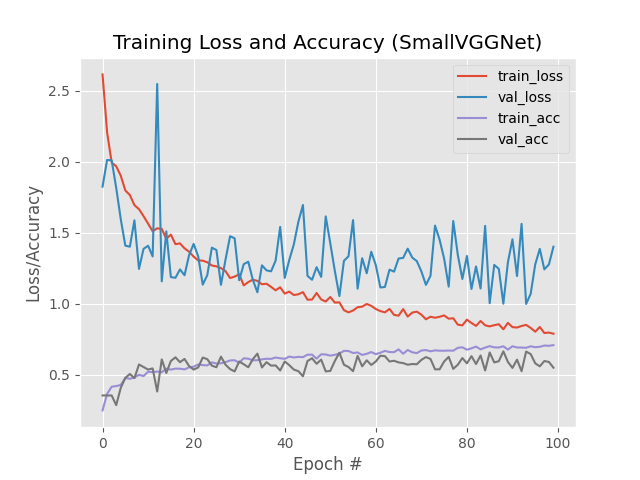 Training Loss and Accuracy (SmallVGGNet)
train_loss
val_loss
train_acc
val_acc
2.5
2.0
1.5
1.0
0.5
Loss/Accuracy
0 20 40 60 80 100
Epoch #